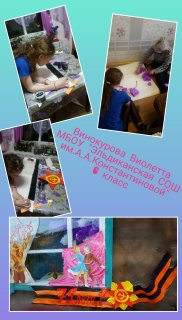 Винокурова Виолетта
МБОУ "Эльдиканская СОШ
им.А.А.Константиновой"
6 класс